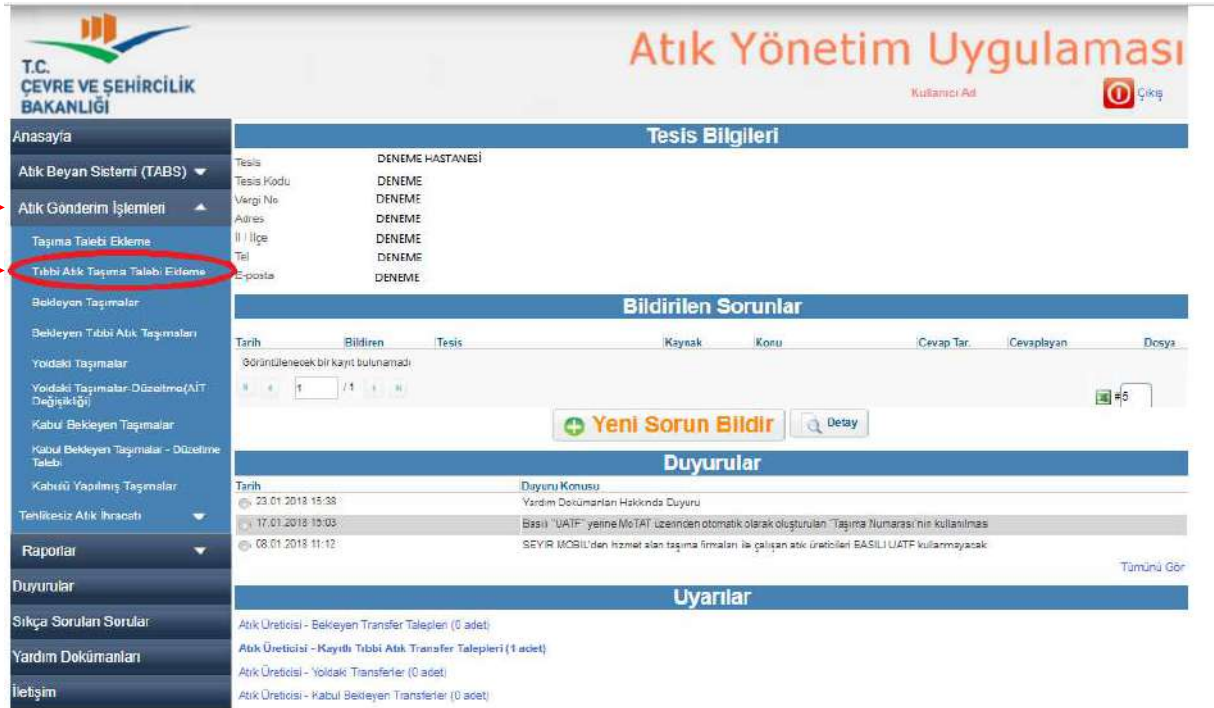 T.C.
ÇEVRE VE ŞEHİRCİLİK
BAKANLIĞI
Atık Yönetim Uygulaması
Kullanıcı Ad
Çıkış
Anasayfa
Atık Beyan Sistemi (TABS)
Atık Gönderim İşlemleri
Taşıma Talebi Ekleme
Tıbbi Atık Taşıma Talebi Ekleme
Bekleyen Taşımalar
Bekleyen Tıbbi Atık Taşımaları
Yoldaki Taşımalar
Yoldaki Taşımalar-Düzeltme(AİT
Değişikliği)
Kabul Bekleyen Taşımalar
Kabul Bekleyen Taşımalar - Düzeltme
Talebi
Kabulü Yapılmış Taşımalar
Tehlikesiz Atık İhracatı
Raporlar
Duyurular
Sıkça Sorulan Sorular
Yardım Dokümanları
İletişim
Tesis Bilgileri
Tesis DENEME HASTANESİ
Tesis Kodu DENEME
Vergi No DENEME
Adres DENEME
İl / İlçe DENEME
Tel DENEME
E-posta DENEME
Bildirilen Sorunlar
Tarih Bildiren Tesis Kaynak Konu Cevap Tar. Cevaplayan Dosya
Görüntülenecek bir kayıt bulunamadı
1 / 1
#5
Yeni Sorun Bildir Detay
Duyurular
Tarih Duyuru Konusu
23.01.2018 15:38 Yardım Dokümanları Hakkında Duyuru
17.01.2018 15:03 Basılı "UATF" yerine MoTAT üzerinden otomatik olarak oluşturulan "Taşıma Numarası"nın kullanılması
08.01.2018 11:12 SEYİR MOBİL'den hizmet alan taşıma firmaları ile çalışan atık üreticileri BASILI UATF kullanmayacak
Tümünü Gör
Uyarılar
Atık Üreticisi - Bekleyen Transfer Talepleri (0 adet)
Atık Üreticisi - Kayıtlı Tıbbi Atık Transfer Talepleri (1 adet)
Atık Üreticisi - Yoldaki Transferler (0 adet)
Atık Üreticisi - Kabul Bekleyen Transferler (0 adet)